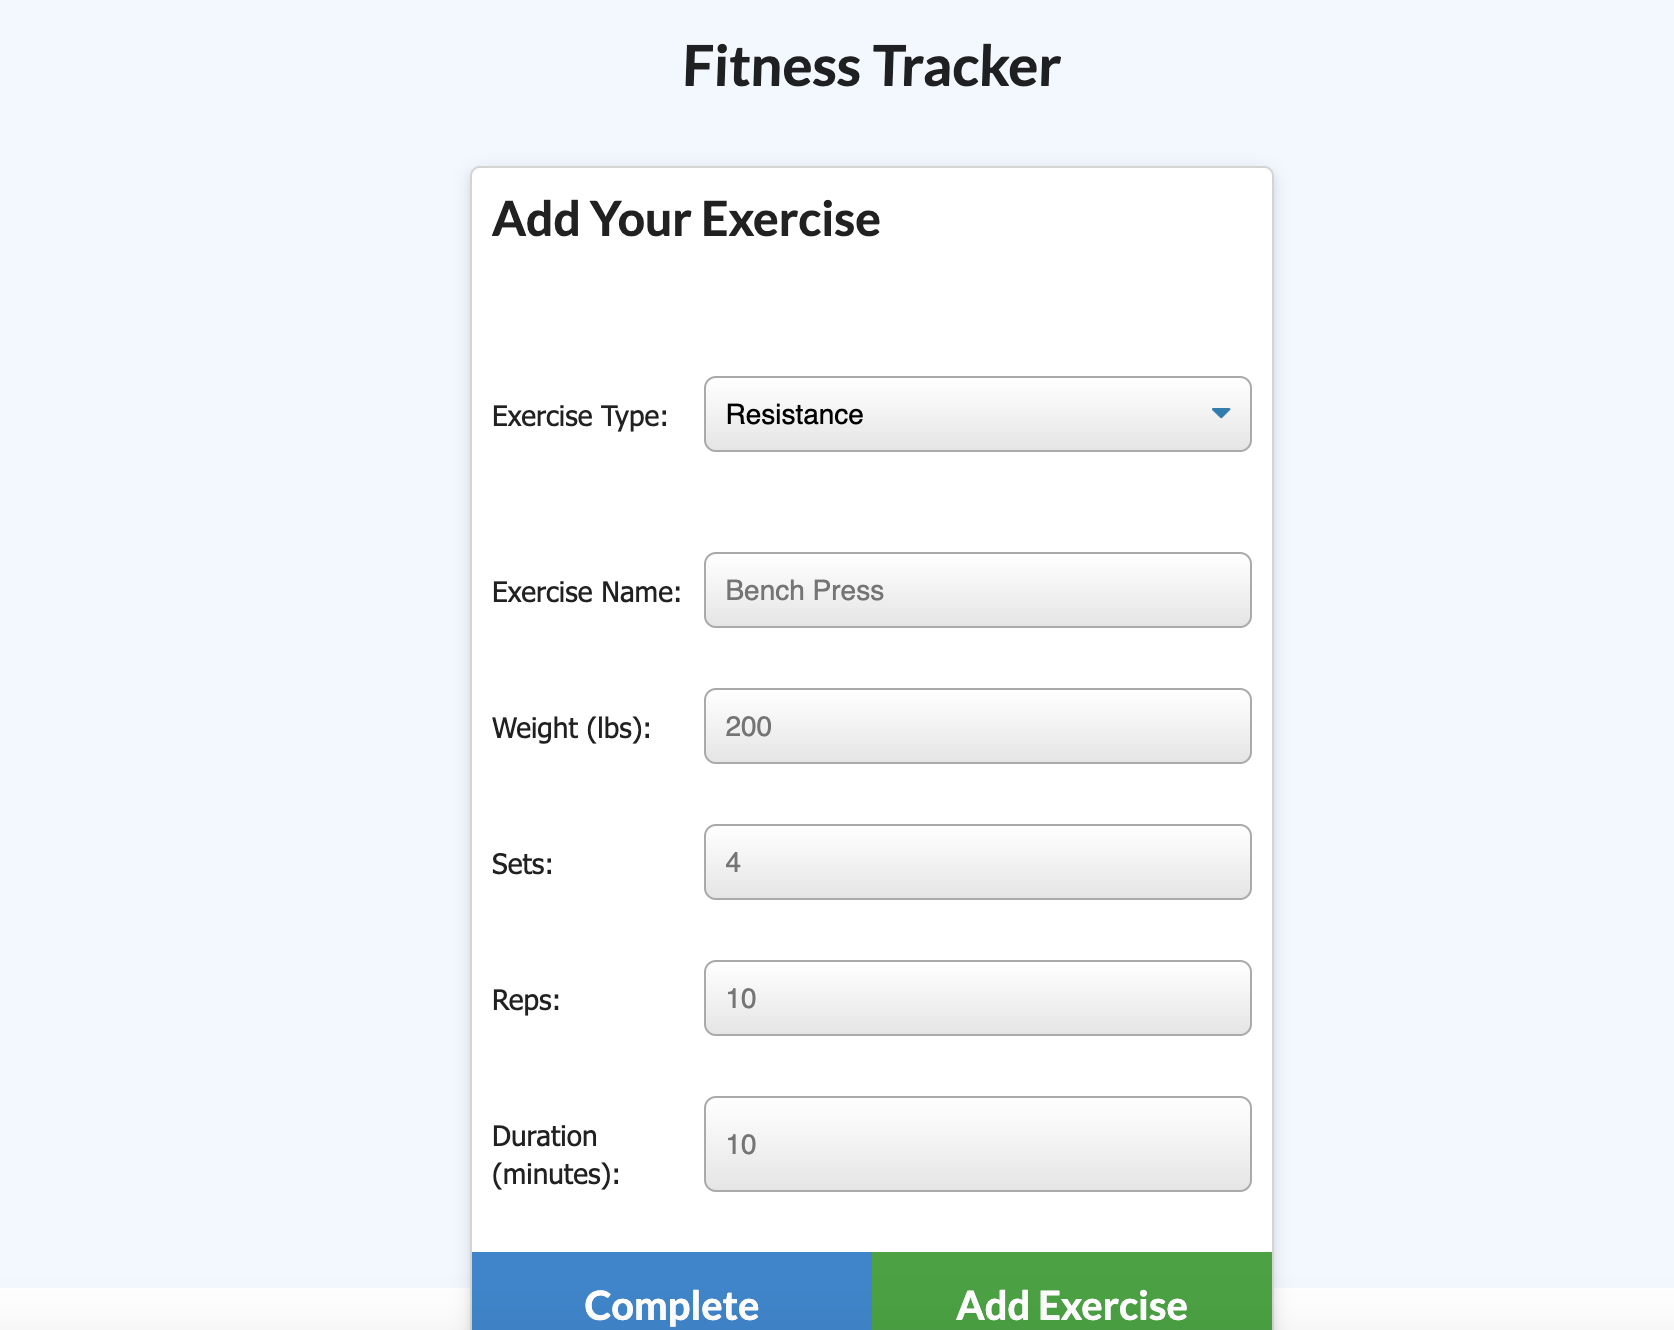 Fitness Tracker
Add Your Exercise
Exercise Type: Resistance
Exercise Name: Bench Press
Weight (lbs): 200
Sets: 4
Reps: 10
Duration
(minutes): 10
Complete Add Exercise